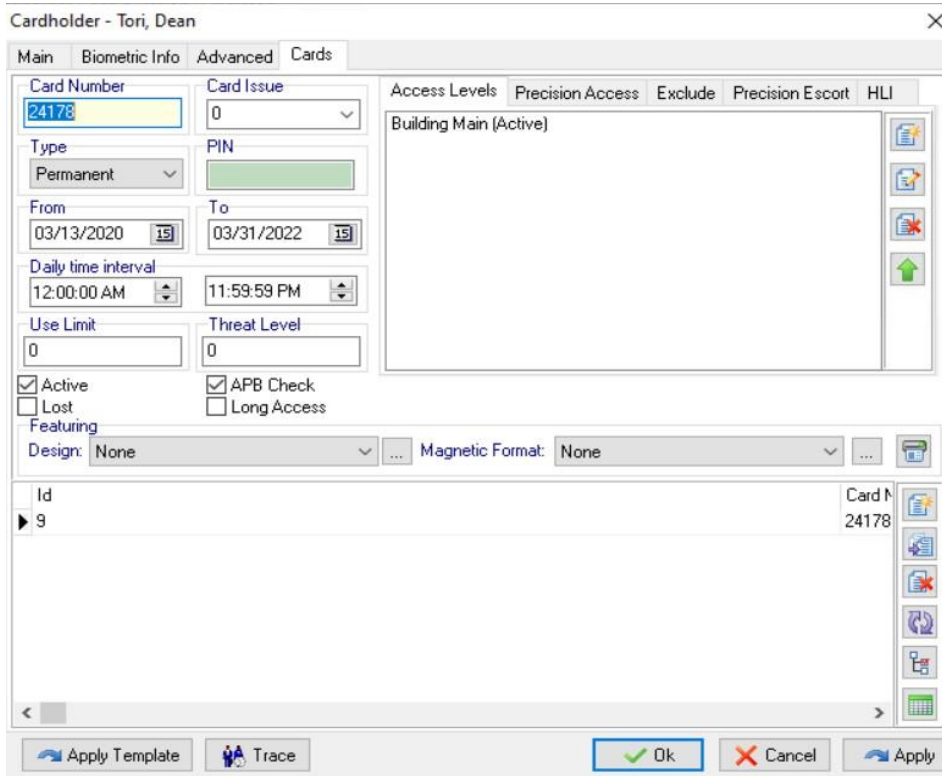 Cardholder - Tori, Dean
Main Biometric Info Advanced Cards
Card Number Card Issue
24178 0
Type PIN
Permanent
From To
03/13/2020 15 03/31/2022 15
Daily time interval
12:00:00 AM 11:59:59 PM
Use Limit Threat Level
0 0
Active APB Check
Lost Long Access
Access Levels Precision Access Exclude Precision Escort HLI
Building Main (Active)
Featuring
Design: None ... Magnetic Format: None ...
Id Card N
9 24178
Apply Template Trace Ok Cancel Apply